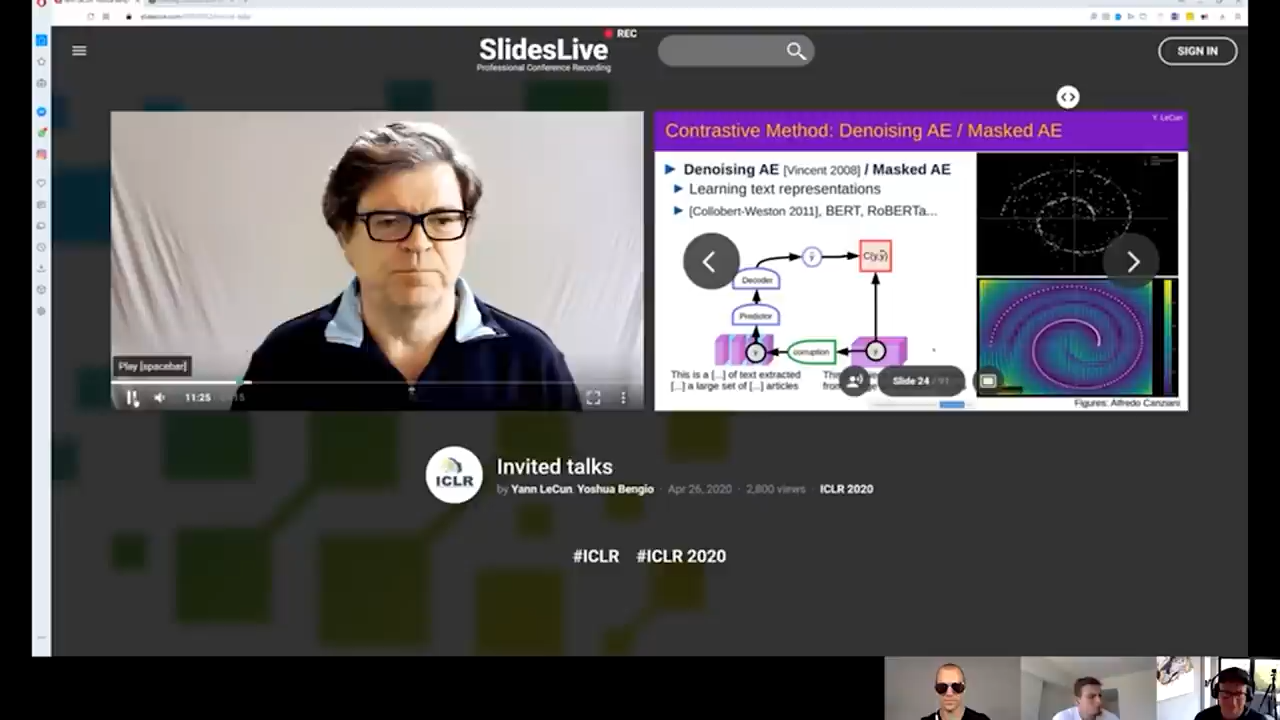 REC
SlidesLive
Professional Conference Recording
SIGN IN
Y. LeCun
Contrastive Method: Denoising AE / Masked AE
Denoising AE [Vincent 2008] / Masked AE
Learning text representations
[Collobert-Weston 2011], BERT, RoBERTa...
C(y,ȳ)
Decoder
Predictor
corruption
This is a [...] of text extracted
[...] a large set of [...] articles
Slide 24 / 91
Figures: Alfredo Canziani
Play [spacebar]
11:25
ICLR
Invited talks
by Yann LeCun, Yoshua Bengio · Apr 26, 2020 · 2,800 views · ICLR 2020
#ICLR #ICLR 2020